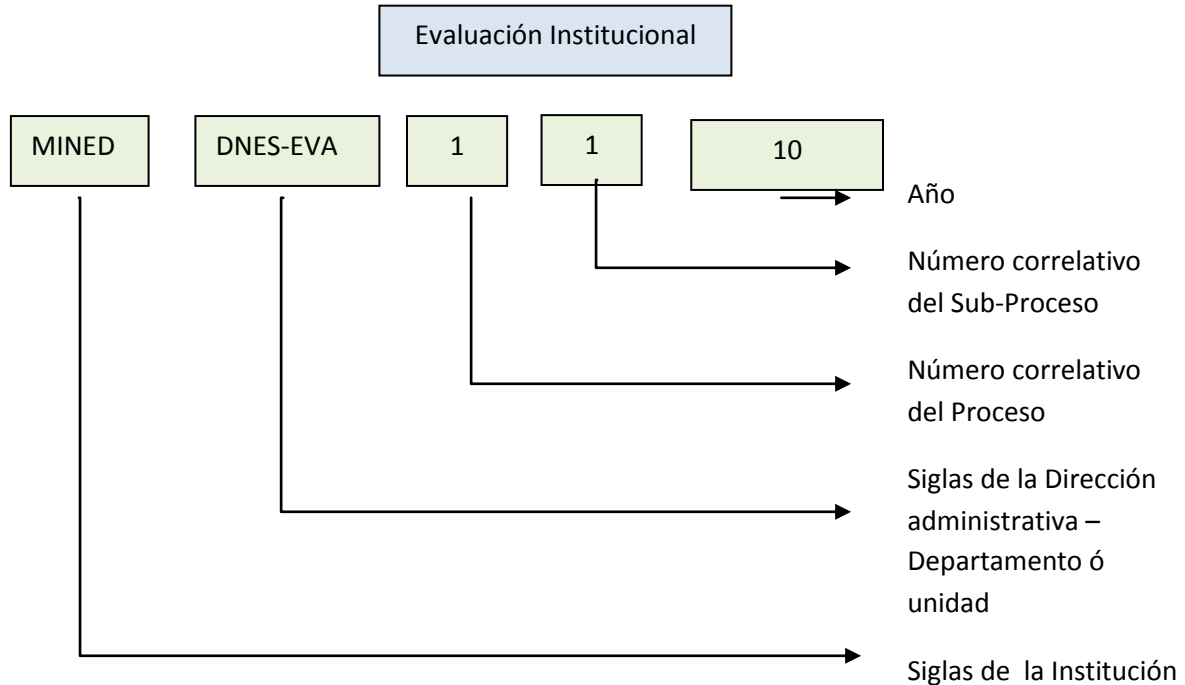 Evaluación Institucional
MINED DNES-EVA 1 1 10
Año
Número correlativo
del Sub-Proceso
Número correlativo
del Proceso
Siglas de la Dirección
administrativa –
Departamento ó
unidad
Siglas de la Institución